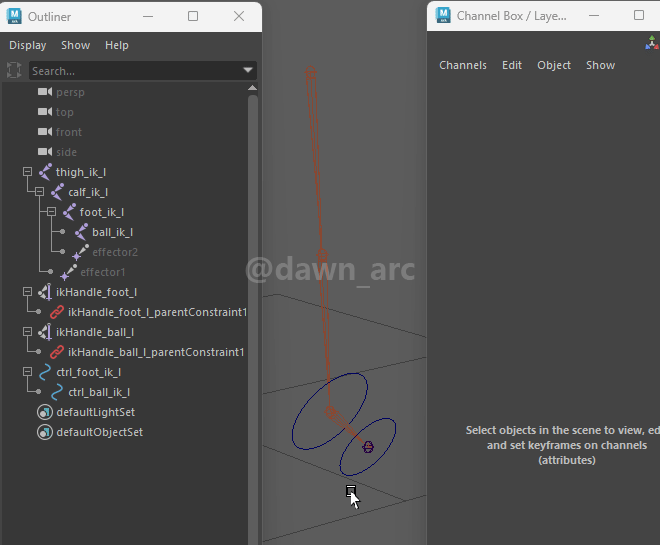 Outliner
Display Show Help
Search...
persp
top
front
side
thigh_ik_l
calf_ik_l
foot_ik_l
ball_ik_l
effector2
effector1
ikHandle_foot_l
ikHandle_foot_l_parentConstraint1
ikHandle_ball_l
ikHandle_ball_l_parentConstraint1
ctrl_foot_ik_l
ctrl_ball_ik_l
defaultLightSet
defaultObjectSet
@dawn_arc
Channel Box / Laye...
Channels Edit Object Show
Select objects in the scene to view, ed
and set keyframes on channels
(attributes)